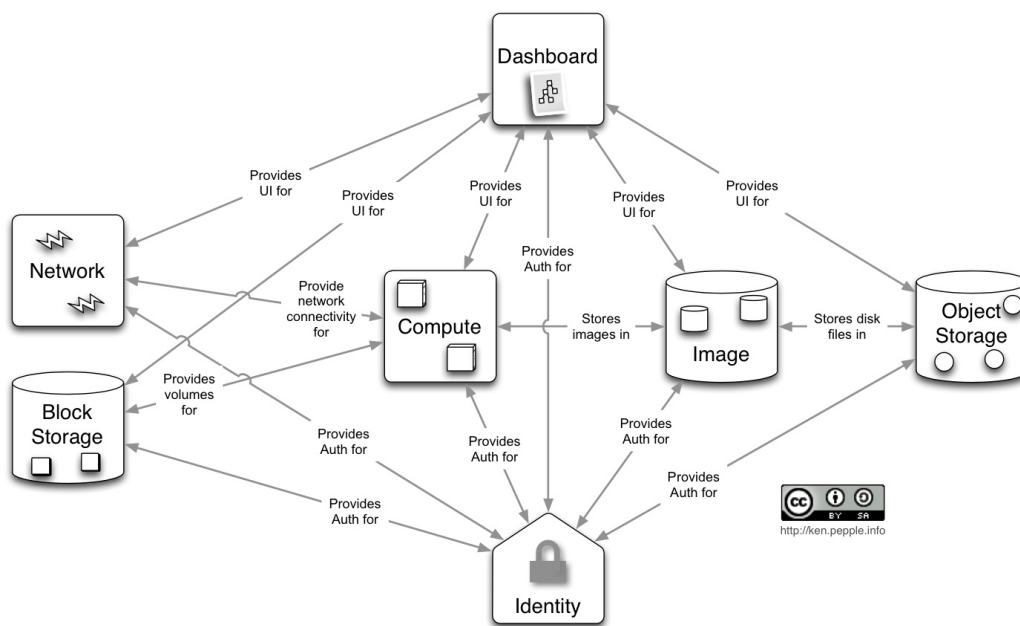 Dashboard
Provides
UI for
Provides
UI for
Provides
UI for
Provides
UI for
Provides
UI for
Provides
Auth for
Network
Provide
network
connectivity
for
Compute
Stores
images in
Image
Stores disk
files in
Object
Storage
Block
Storage
Provides
volumes
for
Provides
Auth for
Provides
Auth for
Provides
Auth for
Provides
Auth for
Provides
Auth for
Identity
cc
BY SA
http://ken.pepple.info